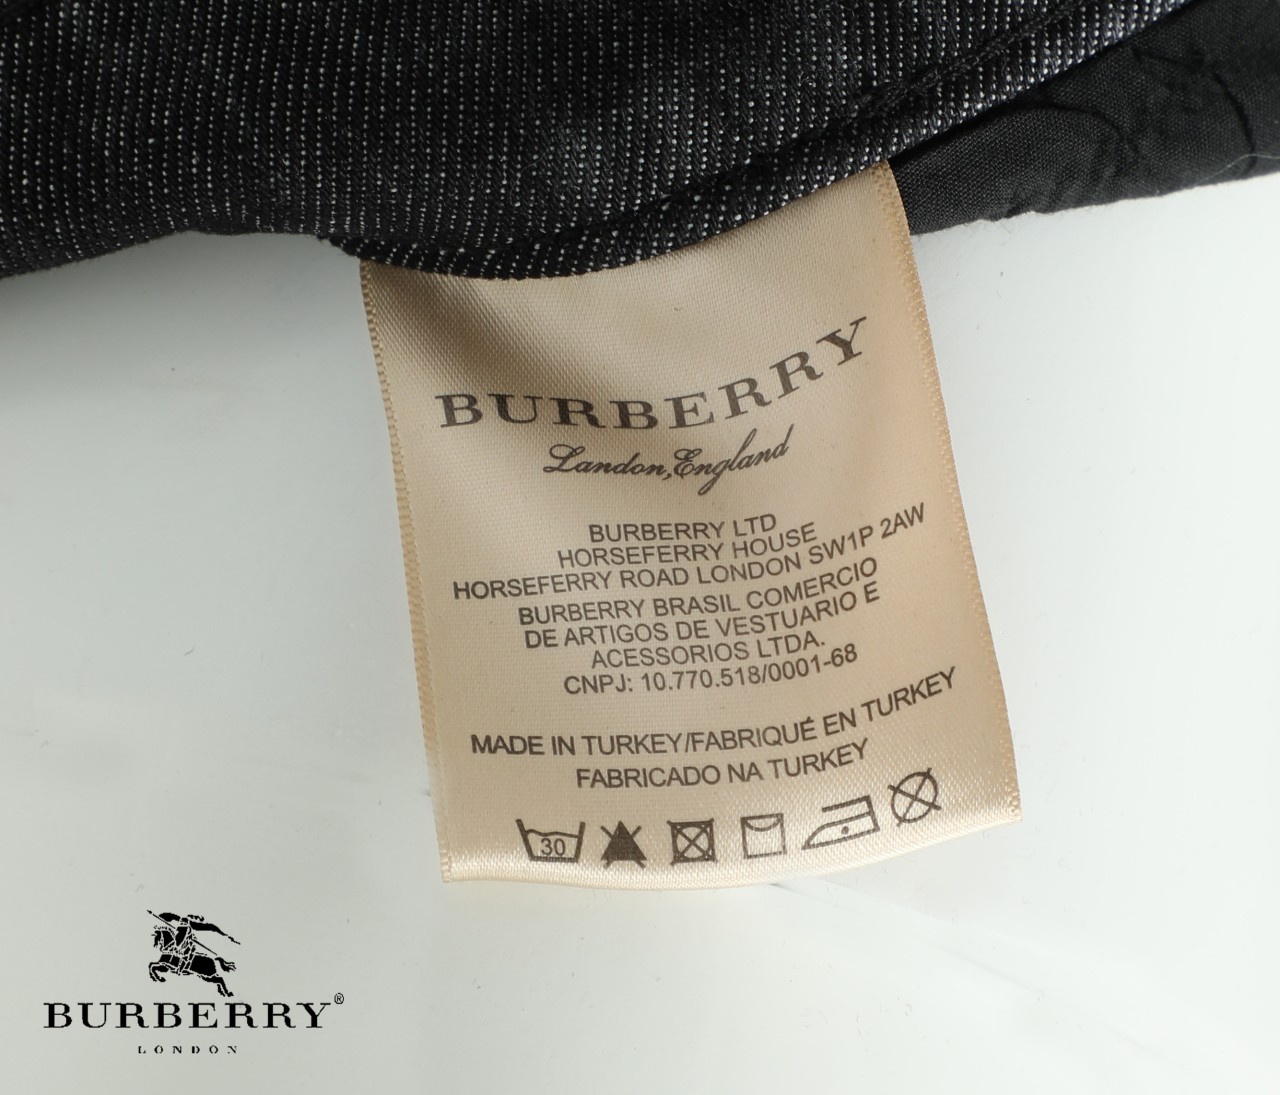 BURBERRY
London, England
BURBERRY LTD
HORSEFERRY HOUSE
HORSEFERRY ROAD LONDON SW1P 2AW
BURBERRY BRASIL COMERCIO
DE ARTIGOS DE VESTUARIO E
ACESSORIOS LTDA.
CNPJ: 10.770.518/0001-68
MADE IN TURKEY/FABRIQUÉ EN TURKEY
FABRICADO NA TURKEY
30
BURBERRY®
LONDON